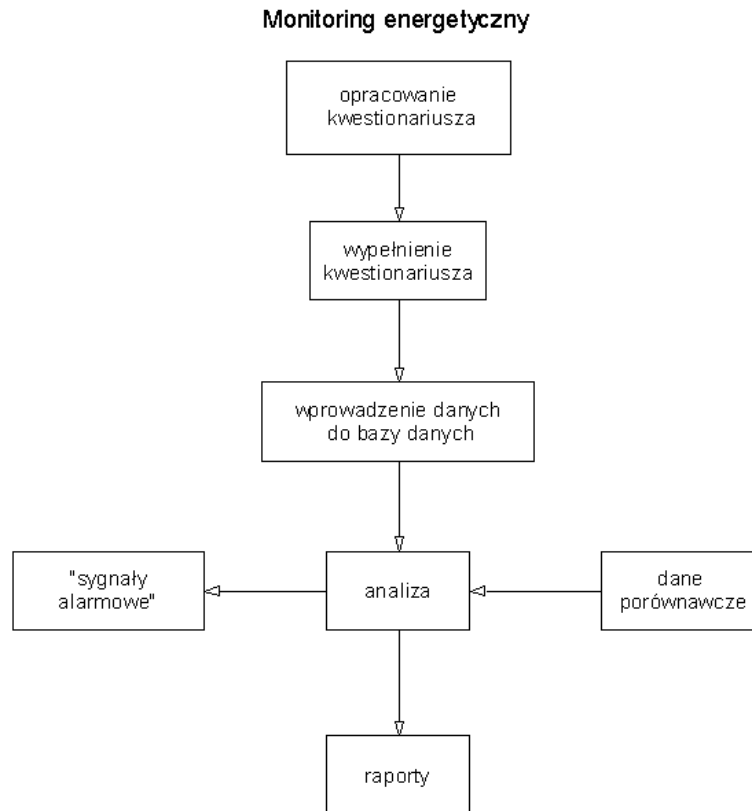 Monitoring energetyczny
opracowanie
kwestionariusza
wypełnienie
kwestionariusza
wprowadzenie danych
do bazy danych
"sygnały
alarmowe"
analiza
dane
porównawcze
raporty